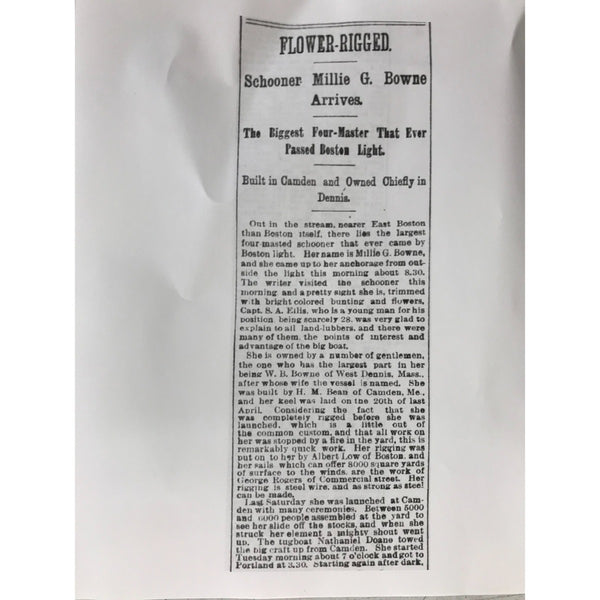 FLOWER-RIGGED.
Schooner Millie G. Bowne
Arrives.
The Biggest Four-Master That Ever
Passed Boston Light.
Built in Camden and Owned Chiefly in
Dennis.
Out in the stream, nearer East Boston
than Boston itself, there lies the largest
four-masted schooner that ever came by
Boston light. Her name is Millie G. Bowne,
and she came up to her anchorage from out-
side the light this morning about 8.30.
The writer visited the schooner this
morning and a pretty sight she is, trimmed
with bright colored bunting and flowers,
Capt. S. A. Ellis, who is a young man for his
position, being scarcely 28, was very glad to
explain to all land-lubbers, and there were
many of them, the points of interest and
advantage of the big boat.
She is owned by a number of gentlemen,
the one who has the largest part in her
being W. B. Bowne of West Dennis, Mass.,
after whose wife the vessel is named. She
was built by H. M. Bean of Camden, Me.,
and her keel was laid on the 20th of last
April. Considering the fact that she
was completely rigged before she was
launched, which is a little out of
the common custom, and that all work on
her was stopped by a fire in the yard, this is
remarkably quick work. Her rigging was
put on to her by Albert Low of Boston, and
her sails which can offer 8000 square yards
of surface to the winds, are the work of
George Rogers of Commercial street. Her
rigging is steel wire, and as strong as steel
can be made.
Last Saturday she was launched at Cam-
den with many ceremonies. Between 5000
and 6000 people assembled at the yard to
see her slide off the stocks, and when she
struck her element a mighty shout went
up. The tugboat Nathaniel Doane towed
the big craft up from Camden. She started
Tuesday morning about 7 o'clock and got to
Portland at 3.30. Starting again after dark,